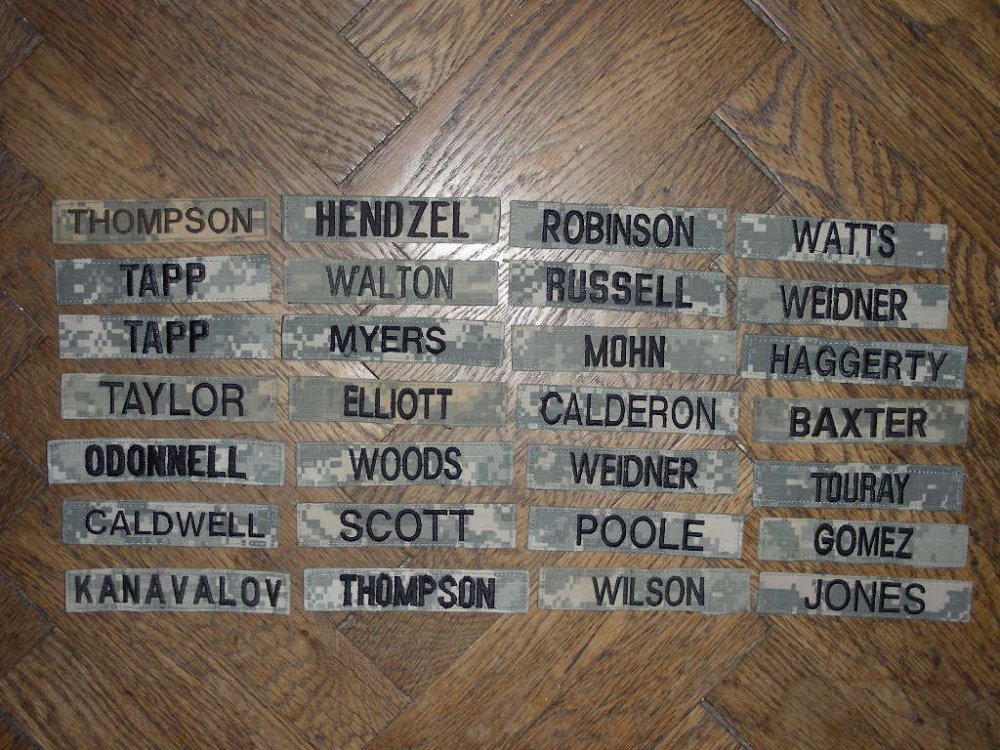 THOMPSON HENDZEL ROBINSON WATTS
TAPP WALTON RUSSELL WEIDNER
TAPP MYERS MOHN HAGGERTY
TAYLOR ELLIOTT CALDERON BAXTER
ODONNELL WOODS WEIDNER TOURAY
CALDWELL SCOTT POOLE GOMEZ
KANAVALOV THOMPSON WILSON JONES